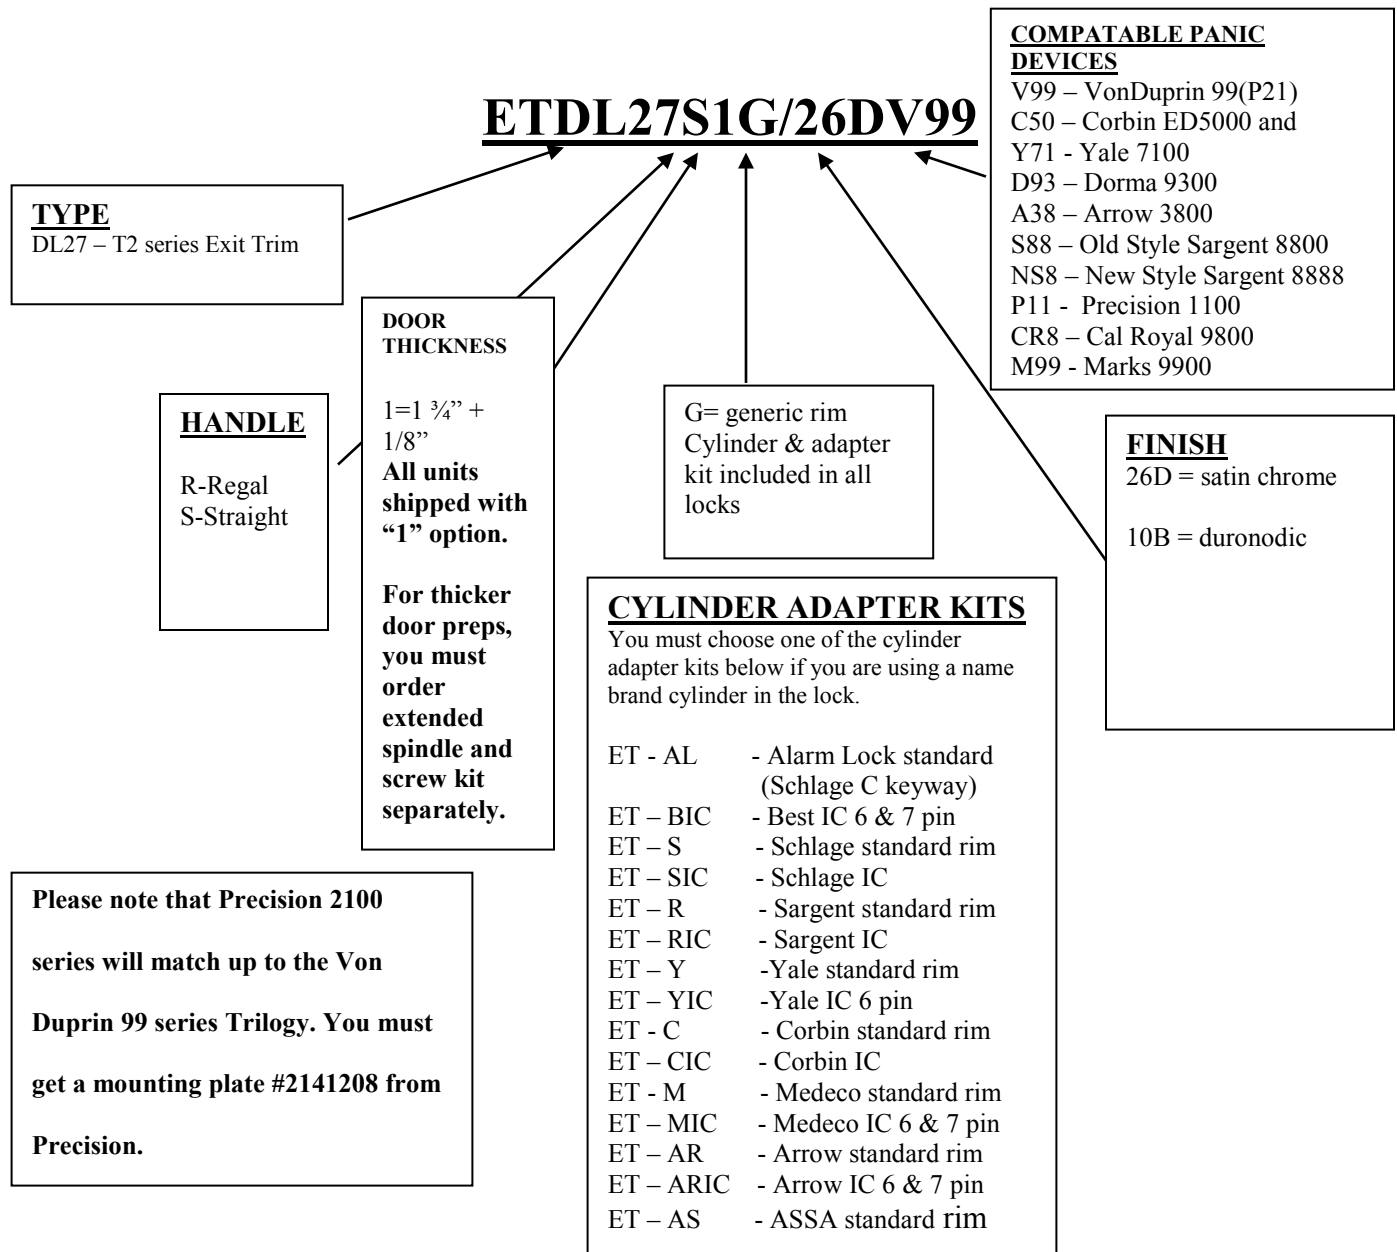 COMPATABLE PANIC
DEVICES
V99 – VonDuprin 99(P21)
C50 – Corbin ED5000 and
Y71 - Yale 7100
D93 – Dorma 9300
A38 – Arrow 3800
S88 – Old Style Sargent 8800
NS8 – New Style Sargent 8888
P11 -  Precision 1100
CR8 – Cal Royal 9800
M99 - Marks 9900
ETDL27S1G/26DV99
TYPE
DL27 – T2 series Exit Trim
HANDLE
R-Regal
S-Straight
DOOR
THICKNESS
1=1 ¾” +
1/8”
All units
shipped with
“1” option.
For thicker
door preps,
you must
order
extended
spindle and
screw kit
separately.
G= generic rim
Cylinder & adapter
kit included in all
locks
FINISH
26D = satin chrome
10B = duronodic
CYLINDER ADAPTER KITS
You must choose one of the cylinder
adapter kits below if you are using a name
brand cylinder in the lock.
ET - AL - Alarm Lock standard
(Schlage C keyway)
ET – BIC - Best IC 6 & 7 pin
ET – S - Schlage standard rim
ET – SIC - Schlage IC
ET – R - Sargent standard rim
ET – RIC - Sargent IC
ET – Y -Yale standard rim
ET – YIC -Yale IC 6 pin
ET - C - Corbin standard rim
ET – CIC - Corbin IC
ET - M - Medeco standard rim
ET – MIC - Medeco IC 6 & 7 pin
ET – AR - Arrow standard rim
ET – ARIC - Arrow IC 6 & 7 pin
ET – AS - ASSA standard rim
Please note that Precision 2100
series will match up to the Von
Duprin 99 series Trilogy. You must
get a mounting plate #2141208 from
Precision.